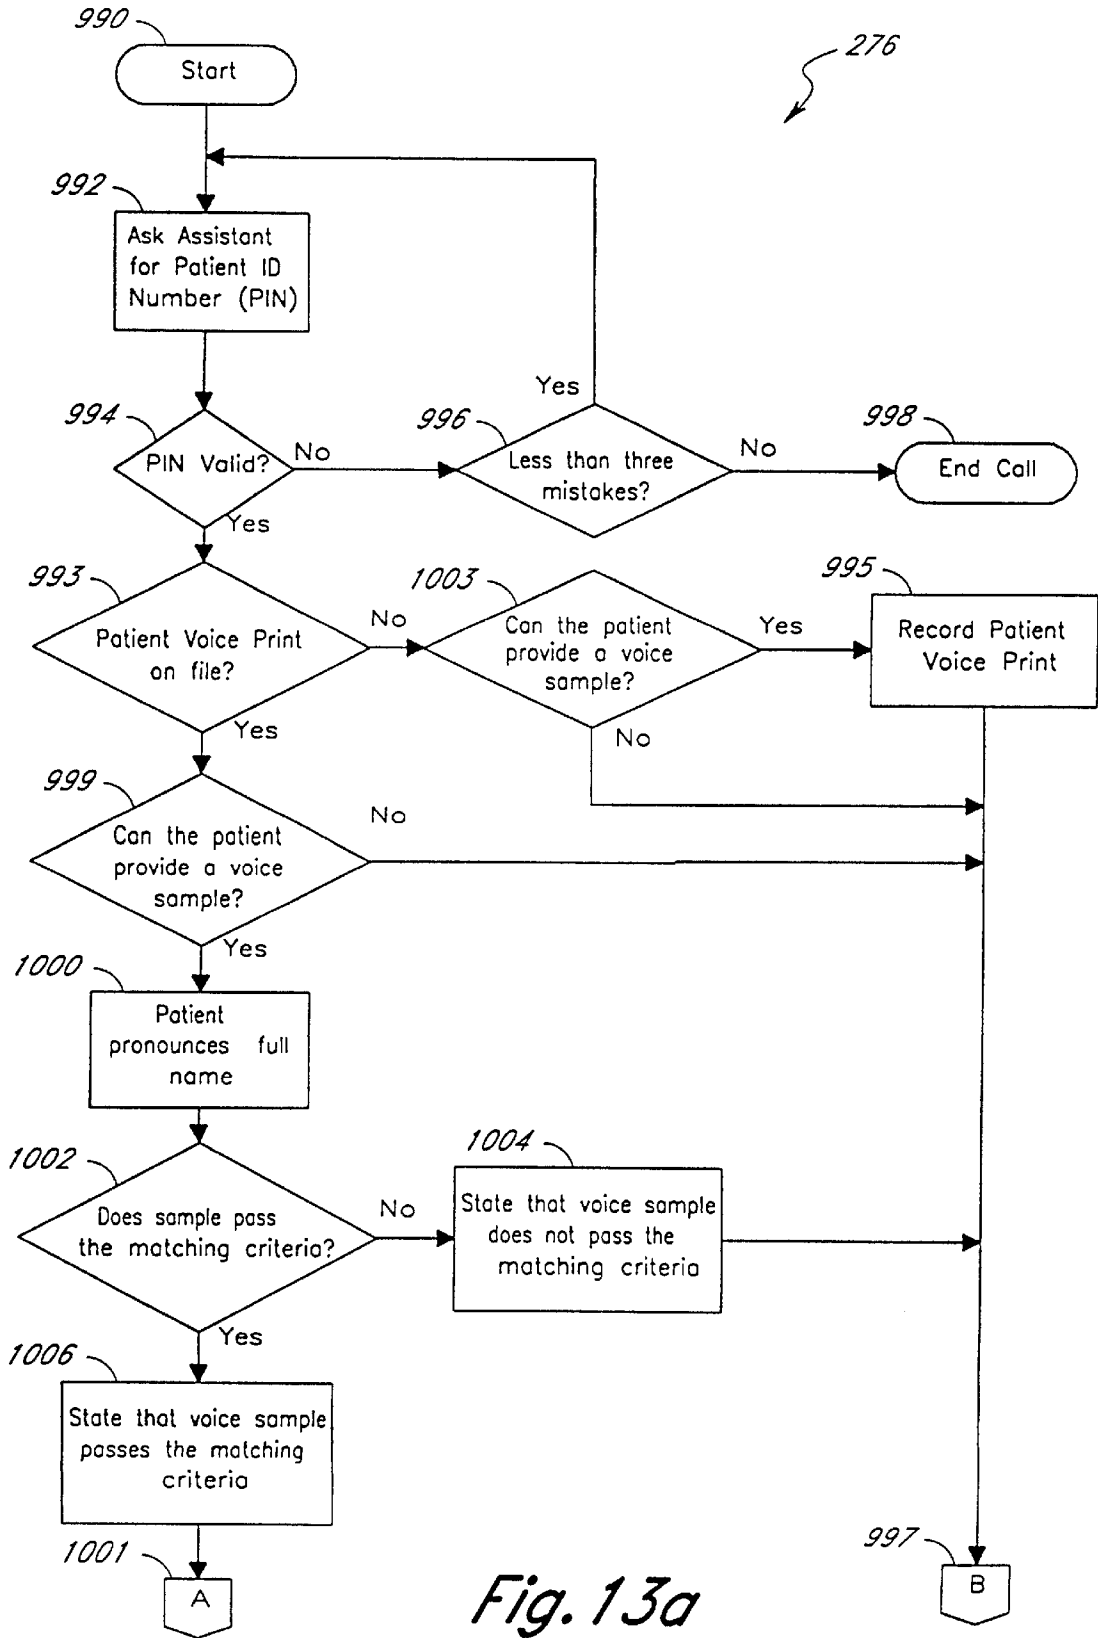 990
Start
276
992
Ask Assistant
for Patient ID
Number (PIN)
Yes
994
PIN Valid?
No
996
Less than three
mistakes?
No
998
End Call
Yes
993
Patient Voice Print
on file?
No
1003
Can the patient
provide a voice
sample?
Yes
995
Record Patient
Voice Print
Yes
No
999
Can the patient
provide a voice
sample?
No
Yes
1000
Patient
pronounces full
name
1002
Does sample pass
the matching criteria?
No
1004
State that voice sample
does not pass the
matching criteria
Yes
1006
State that voice sample
passes the matching
criteria
1001
A
997
B
Fig. 13a